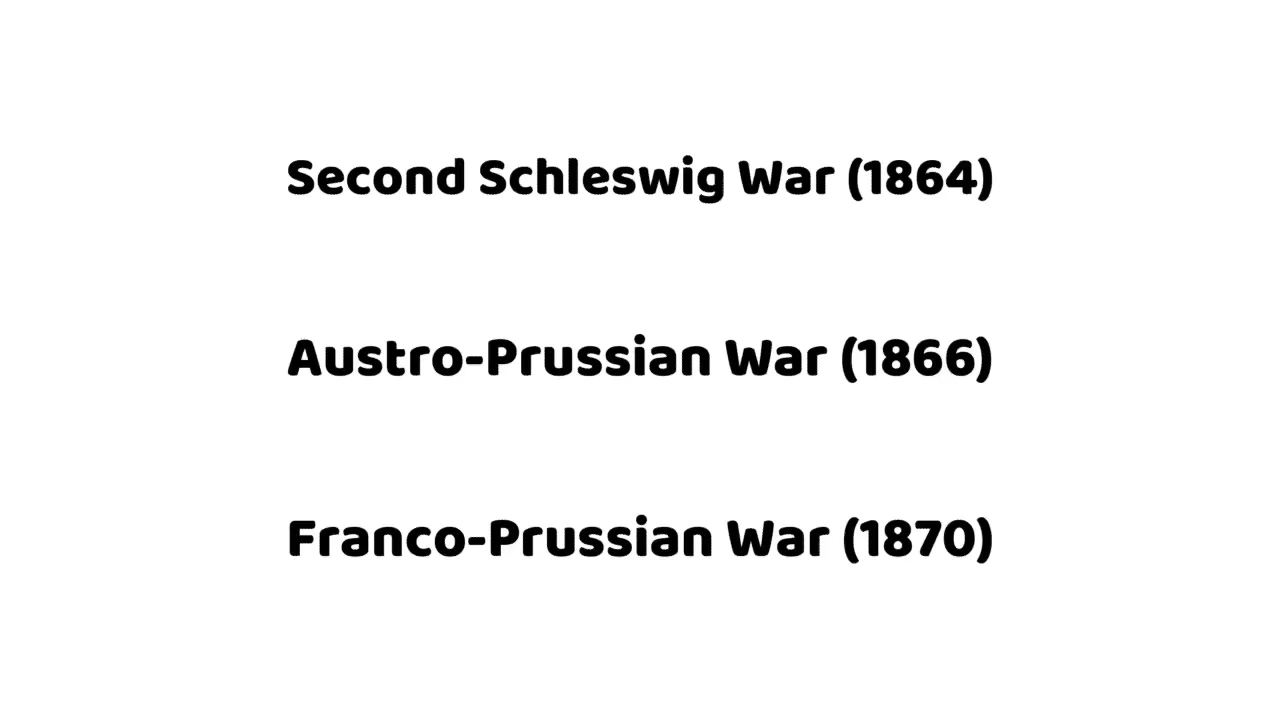 Second Schleswig War (1864)
Austro-Prussian War (1866)
Franco-Prussian War (1870)